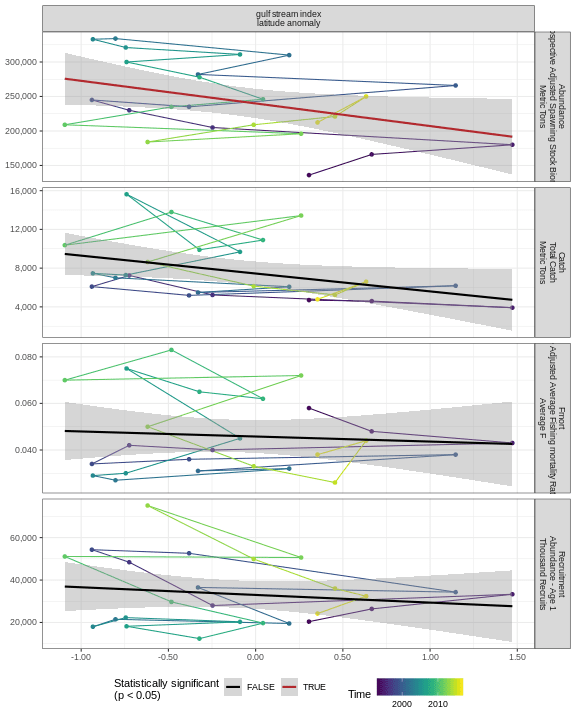 gulf stream index
latitude anomaly
300,000
250,000
200,000
150,000
Abundance
Adjusted Spawning Stock
Metric Tons
16,000
12,000
8,000
4,000
Catch
Total Catch
Metric Tons
0.080
0.060
0.040
Fmort
Adjusted Average Fishing mortality
Average F
60,000
40,000
20,000
Recruitment
Abundance - Age 1
Thousand Recruits
-1.00
-0.50
0.00
0.50
1.00
1.50
Statistically significant
(p < 0.05)
FALSE
TRUE
Time
2000
2010